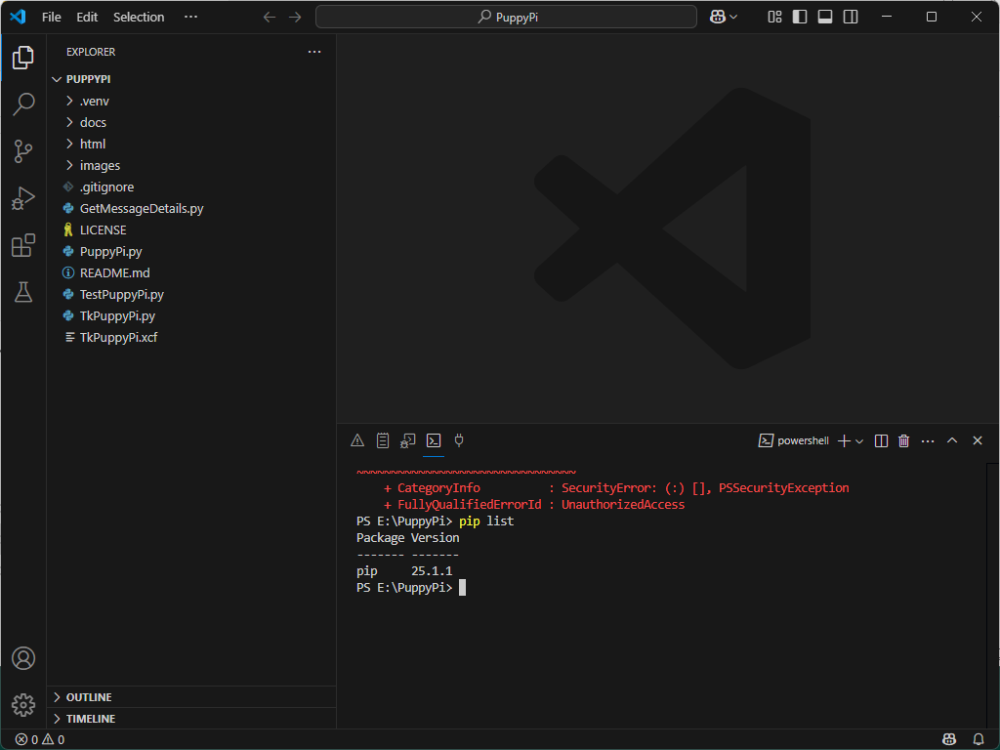 File Edit Selection ···
PuppyPi
EXPLORER
PUPPYPI
.venv
docs
html
images
.gitignore
GetMessageDetails.py
LICENSE
PuppyPi.py
README.md
TestPuppyPi.py
TkPuppyPi.py
TkPuppyPi.xcf
OUTLINE
TIMELINE
powershell
~~~~~~~~~~~~~~~~~~~~~~~~~~~~~~~~
+ CategoryInfo          : SecurityError: (:) [], PSSecurityException
+ FullyQualifiedErrorId : UnauthorizedAccess
PS E:\PuppyPi> pip list
Package Version
------- -------
pip     25.1.1
PS E:\PuppyPi>
0 0